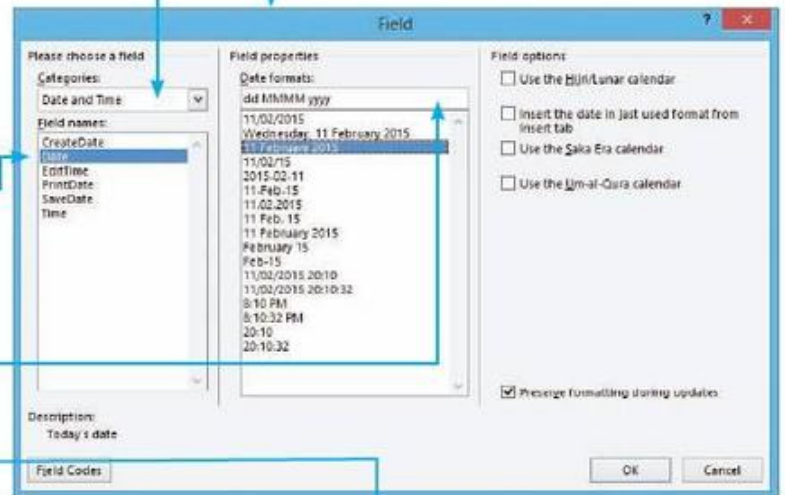 Field
?
Please choose a field
Categories:
Date and Time
Field names:
CreateDate
Date
EditTime
PrintDate
SaveDate
Time
Field properties
Date formats:
dd MMMM yyyy
11/02/2015
Wednesday, 11 February 2015
11 February 2015
11/02/15
2015-02-11
11-Feb-15
11.02.2015
11 Feb. 15
11 February 2015
February 15
Feb-15
11/02/2015 20:10
11/02/2015 20:10:32
8:10 PM
8:10:32 PM
20:10
20:10:32
Field options
Use the Hijri/Lunar calendar
Insert the date in last used format from
Insert tab
Use the Saka Era calendar
Use the Um-al-Qura calendar
Preserve formatting during updates
Description:
Today's date
Field Codes
OK
Cancel